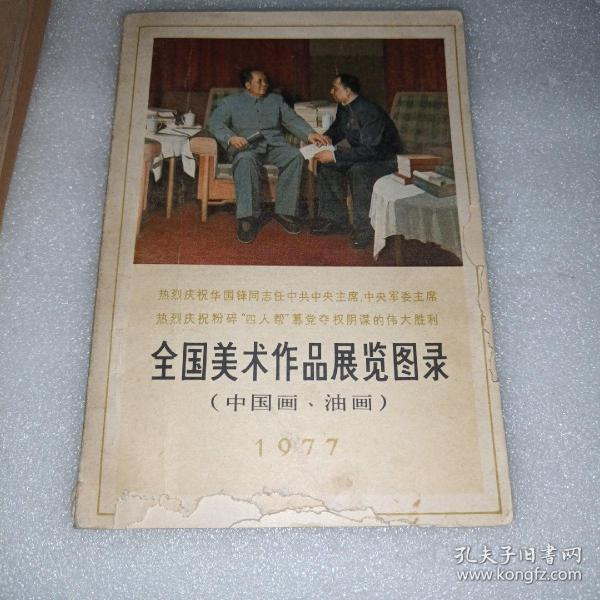 热烈庆祝华国锋同志任中共中央主席、中央军委主席
热烈庆祝粉碎“四人帮”篡党夺权阴谋的伟大胜利
全国美术作品展览图录
（中国画、油画）
1977
孔夫子旧书网
www.kongfz.com